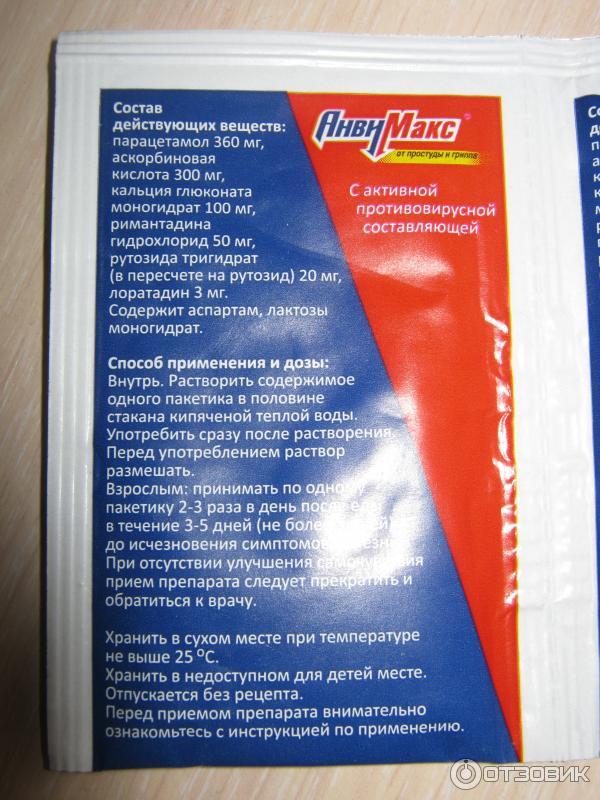 Состав
действующих веществ:
парацетамол 360 мг,
аскорбиновая
кислота 300 мг,
кальция глюконата
моногидрат 100 мг,
римантадина
гидрохлорид 50 мг,
рутозида тригидрат
(в пересчете на рутозид) 20 мг,
лоратадин 3 мг.
Содержит аспартам, лактозы
моногидрат.
Способ применения и дозы:
Внутрь. Растворить содержимое
одного пакетика в половине
стакана кипяченой теплой воды.
Употребить сразу после растворения.
Перед употреблением раствор
размешать.
Взрослым: принимать по одному
пакетику 2-3 раза в день после
в течение 3-5 дней (не
до исчезновения симптомов
При отсутствии улучшения самочувствия
прием препарата следует прекратить и
обратиться к врачу.
Хранить в сухом месте при температуре
не выше 25 °С.
Хранить в недоступном для детей месте.
Отпускается без рецепта.
Перед приемом препарата внимательно
ознакомьтесь с инструкцией по применению.
АнвиМакс
от простуды и гриппа
С активной
противовирусной
составляющей
ОТЗОВИК